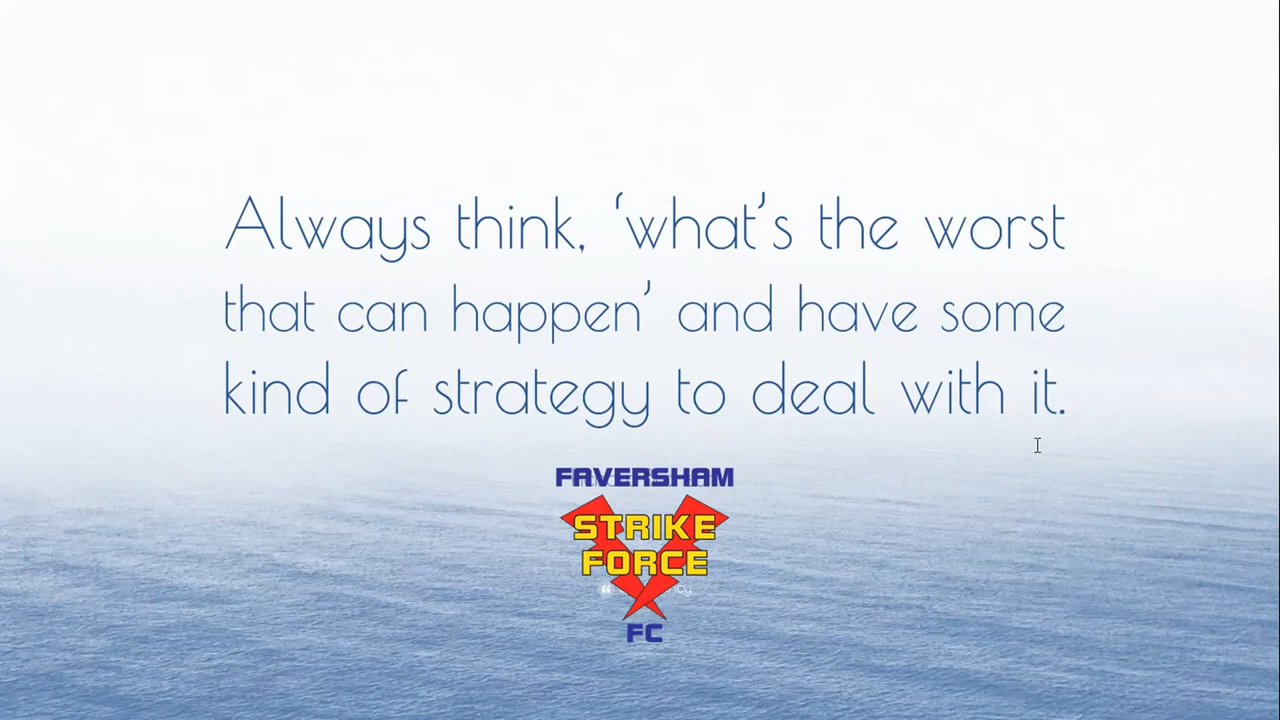 Always think, ‘what’s the worst
that can happen’ and have some
kind of strategy to deal with it.
FAVERSHAM
STRIKE
FORCE
FC